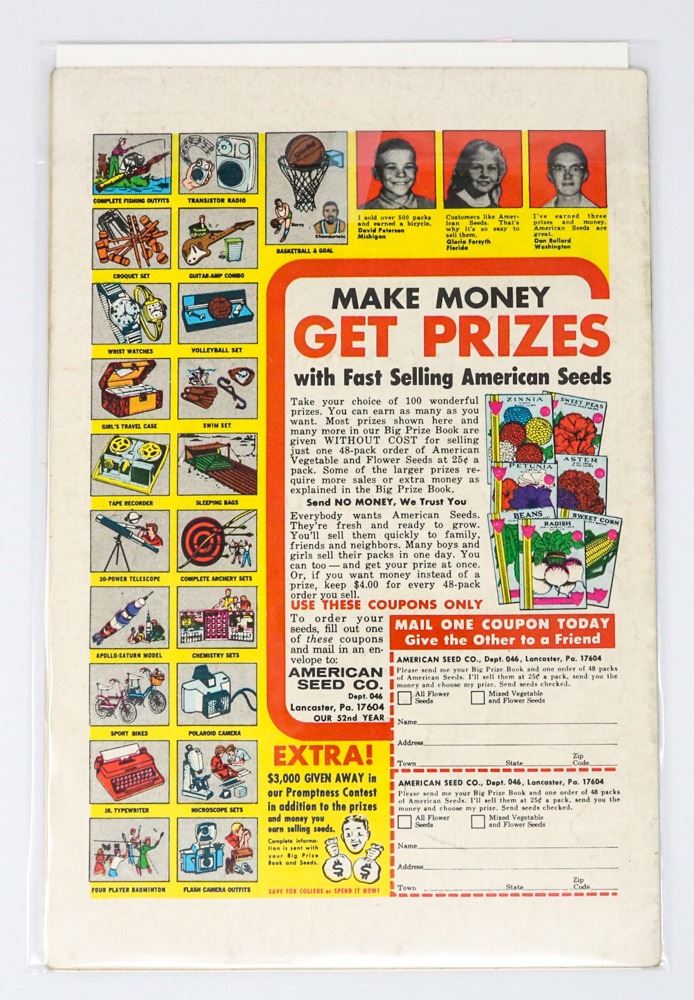 COMPLETE FISHING OUTFITS
TRANSISTOR RADIO
CROQUET SET
GUITAR-AMP COMBO
WRIST WATCHES
VOLLEYBALL SET
GIRL'S TRAVEL CASE
SWIM SET
TAPE RECORDER
SLEEPING BAGS
30-POWER TELESCOPE
COMPLETE ARCHERY SETS
APOLLO-SATURN MODEL
CHEMISTRY SETS
SPORT BIKES
POLAROID CAMERA
JR. TYPEWRITER
MICROSCOPE SETS
FOUR PLAYER BADMINTON
FLASH CAMERA OUTFITS
Barry
Chamberlain
BASKETBALL & GOAL
I sold over 500 packs
and earned a bicycle.
David Peterson
Michigan
Customers like Amer-
ican Seeds. That's
why it's so easy to
sell them.
Gloria Forsyth
Florida
I've earned three
prizes and money.
American Seeds are
great.
Dan Bullard
Washington
MAKE MONEY
GET PRIZES
with Fast Selling American Seeds
Take your choice of 100 wonderful
prizes. You can earn as many as you
want. Most prizes shown here and
many more in our Big Prize Book are
given WITHOUT COST for selling
just one 48-pack order of American
Vegetable and Flower Seeds at 25¢ a
pack. Some of the larger prizes re-
quire more sales or extra money as
explained in the Big Prize Book.
Send NO MONEY, We Trust You
Everybody wants American Seeds.
They're fresh and ready to grow.
You'll sell them quickly to family,
friends and neighbors. Many boys and
girls sell their packs in one day. You
can too — and get your prize at once.
Or, if you want money instead of a
prize, keep $4.00 for every 48-pack
order you sell.
USE THESE COUPONS ONLY
ZINNIA
SWEET PEAS
PETUNIA
ASTER
BEANS
RADISH
SWEET CORN
To order your
seeds, fill out one
of these coupons
and mail in an en-
velope to:
AMERICAN
SEED CO.
Dept. 046
Lancaster, Pa. 17604
OUR 52nd YEAR
MAIL ONE COUPON TODAY
Give the Other to a Friend
AMERICAN SEED CO., Dept. 046, Lancaster, Pa. 17604
Please send me your Big Prize Book and one order of 48 packs
of American Seeds. I'll sell them at 25¢ a pack, send you the
money and choose my prize. Send seeds checked.
All Flower
Seeds
Mixed Vegetable
and Flower Seeds
Name
Address
Town State Zip Code
AMERICAN SEED CO., Dept. 046, Lancaster, Pa. 17604
Please send me your Big Prize Book and one order of 48 packs
of American Seeds. I'll sell them at 25¢ a pack, send you the
money and choose my prize. Send seeds checked.
All Flower
Seeds
Mixed Vegetable
and Flower Seeds
Name
Address
Town State Zip Code
EXTRA!
$3,000 GIVEN AWAY in
our Promptness Contest
in addition to the prizes
and money you
earn selling seeds.
Complete informa-
tion is sent with
your Big Prize
Book and Seeds.
$ $
SAVE FOR COLLEGE or SPEND IT NOW!